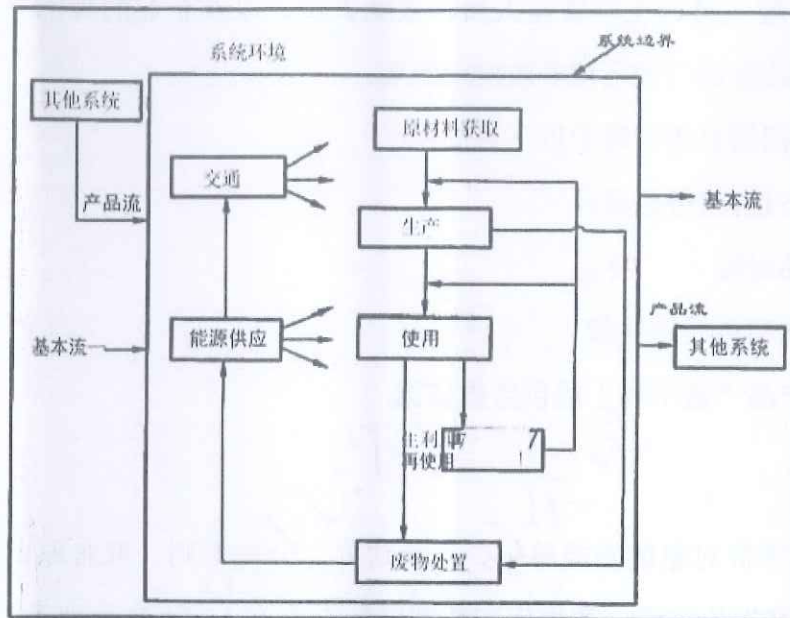 系统环境
系统边界
其他系统
原材料获取
交通
产品流
基本流
生产
产品流
能源供应
使用
基本流
其他系统
再使用
废物处置